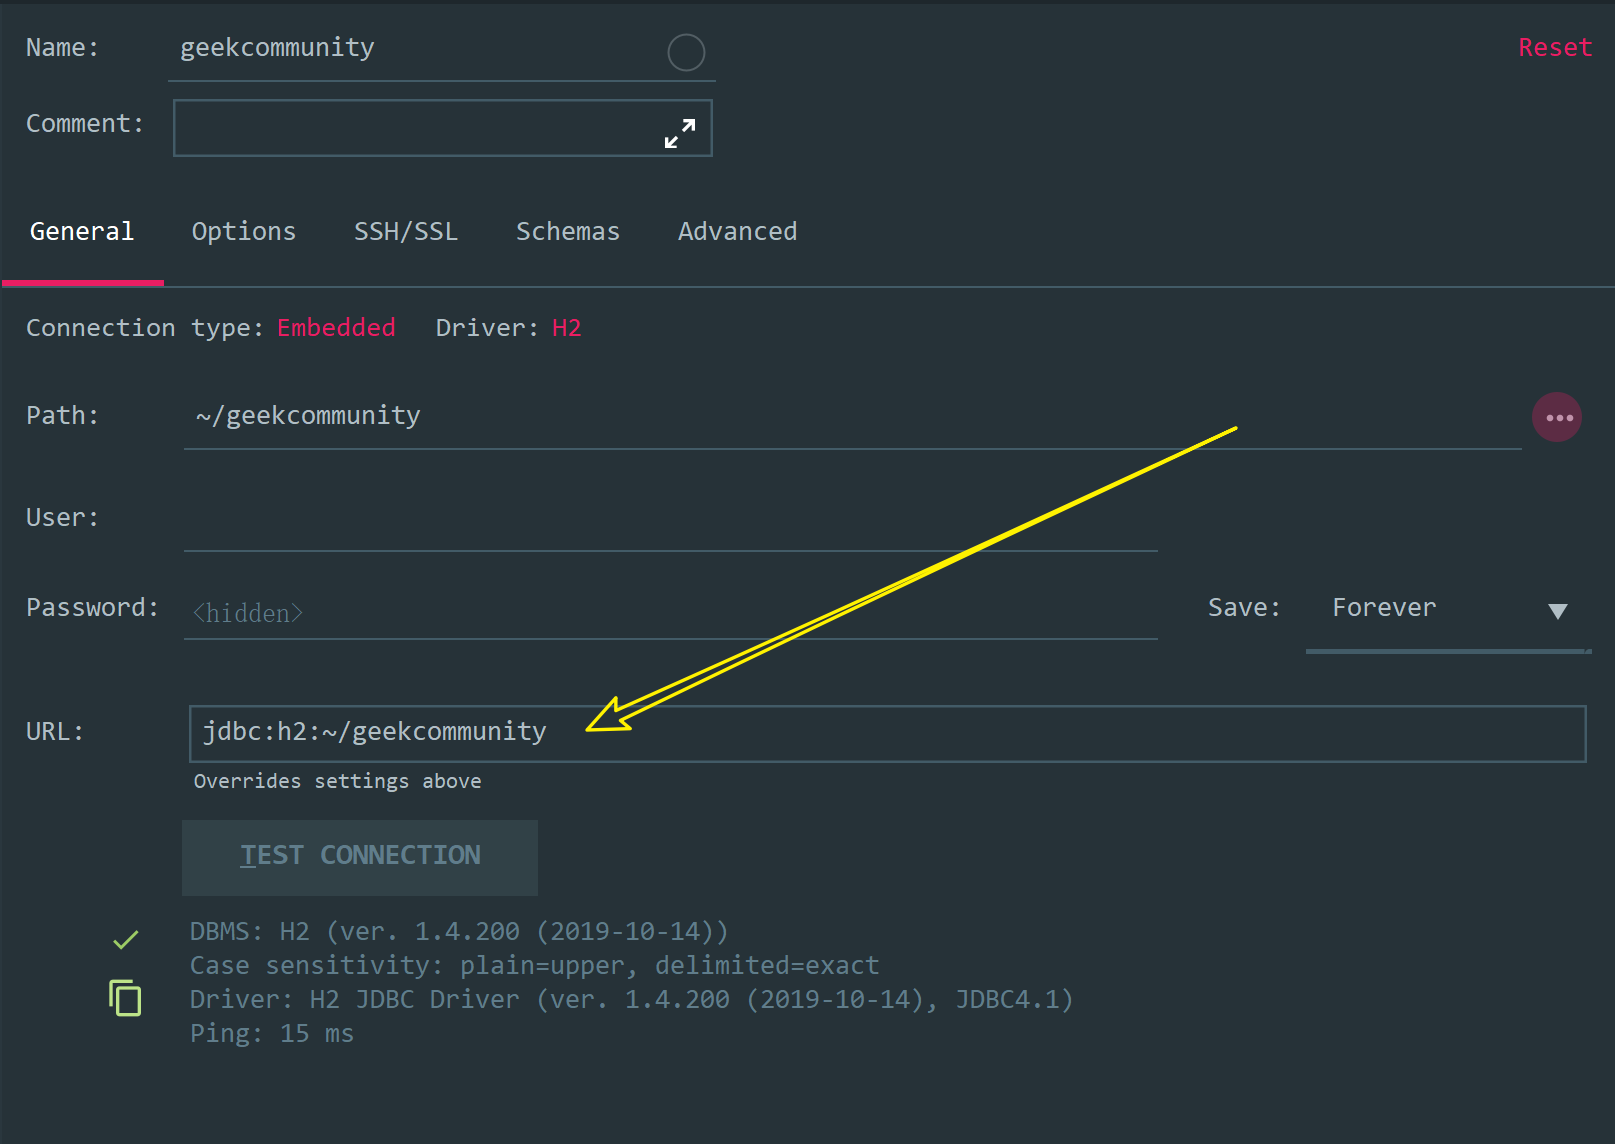 Name: geekcommunity Reset
Comment:
General Options SSH/SSL Schemas Advanced
Connection type: Embedded Driver: H2
Path: ~/geekcommunity
User:
Password: <hidden> Save: Forever
URL: jdbc:h2:~/geekcommunity
Overrides settings above
TEST CONNECTION
DBMS: H2 (ver. 1.4.200 (2019-10-14))
Case sensitivity: plain=upper, delimited=exact
Driver: H2 JDBC Driver (ver. 1.4.200 (2019-10-14), JDBC4.1)
Ping: 15 ms